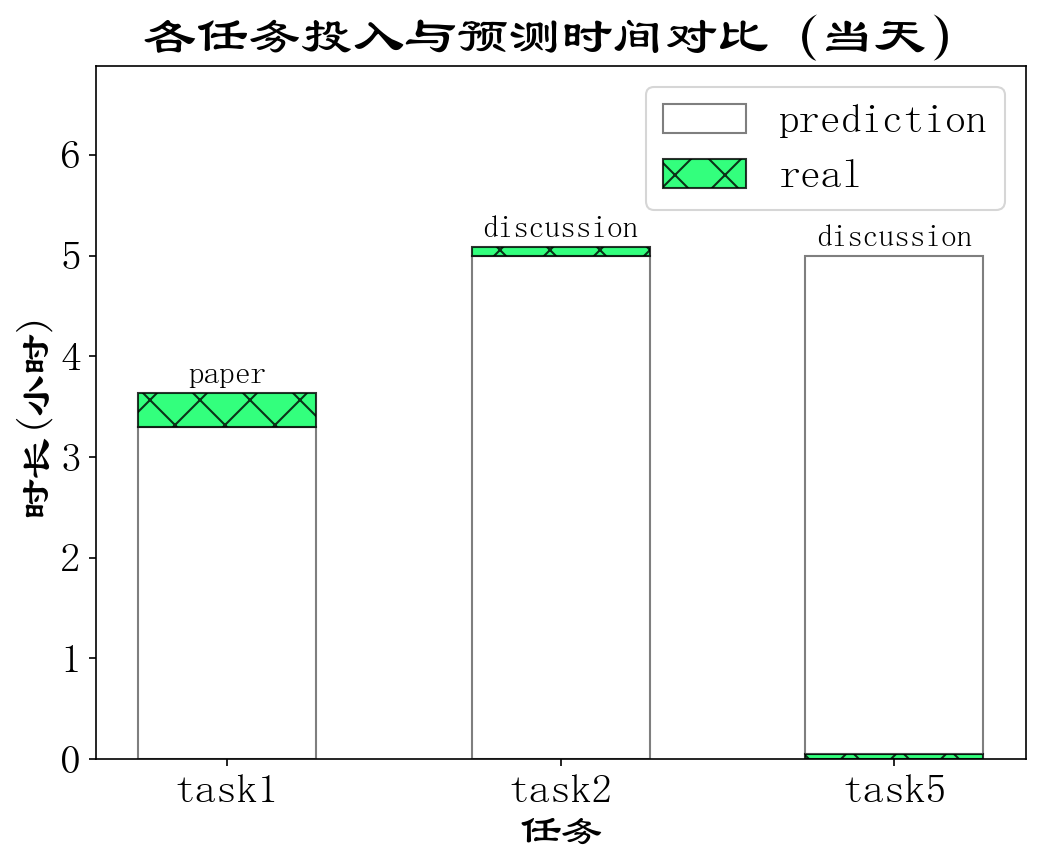 各任务投入与预测时间对比 (当天)
prediction
real
discussion
discussion
paper
时长(小时)
6
5
4
3
2
1
0
task1
task2
task5
任务